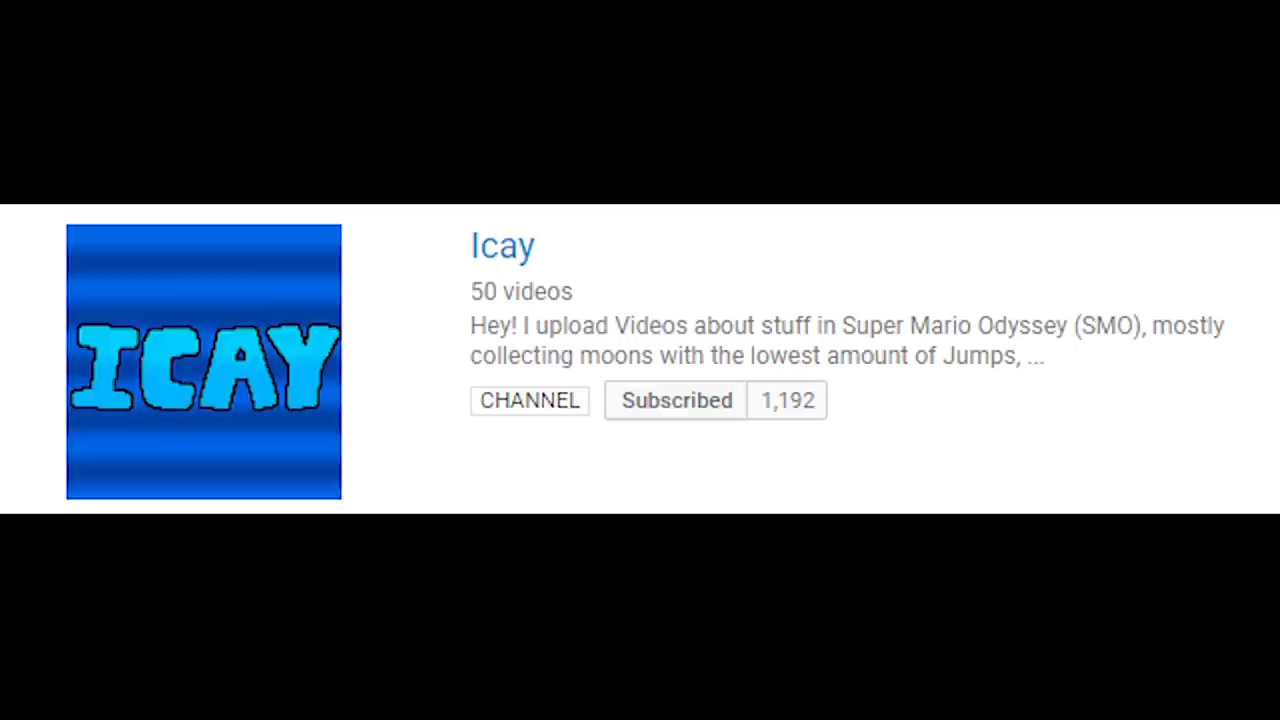 ICAY
Icay
50 videos
Hey! I upload Videos about stuff in Super Mario Odyssey (SMO), mostly
collecting moons with the lowest amount of Jumps, ...
CHANNEL Subscribed 1,192